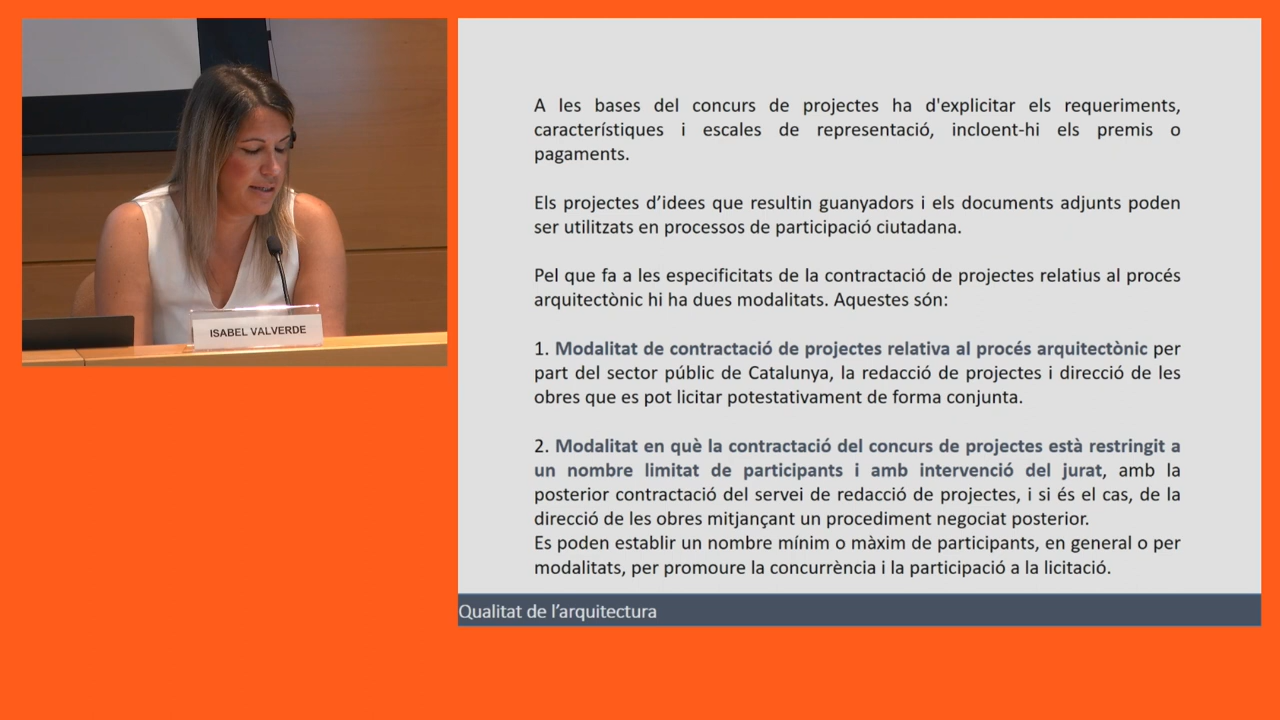 ISABEL VALVERDE
A les bases del concurs de projectes ha d'explicitar els requeriments,
característiques i escales de representació, incloent-hi els premis o
pagaments.
Els projectes d’idees que resultin guanyadors i els documents adjunts poden
ser utilitzats en processos de participació ciutadana.
Pel que fa a les especificitats de la contractació de projectes relatius al procés
arquitectònic hi ha dues modalitats. Aquestes són:
1. Modalitat de contractació de projectes relativa al procés arquitectònic per
part del sector públic de Catalunya, la redacció de projectes i direcció de les
obres que es pot licitar potestativament de forma conjunta.
2. Modalitat en què la contractació del concurs de projectes està restringit a
un nombre limitat de participants i amb intervenció del jurat, amb la
posterior contractació del servei de redacció de projectes, i si és el cas, de la
direcció de les obres mitjançant un procediment negociat posterior.
Es poden establir un nombre mínim o màxim de participants, en general o per
modalitats, per promoure la concurrència i la participació a la licitació.
Qualitat de l’arquitectura